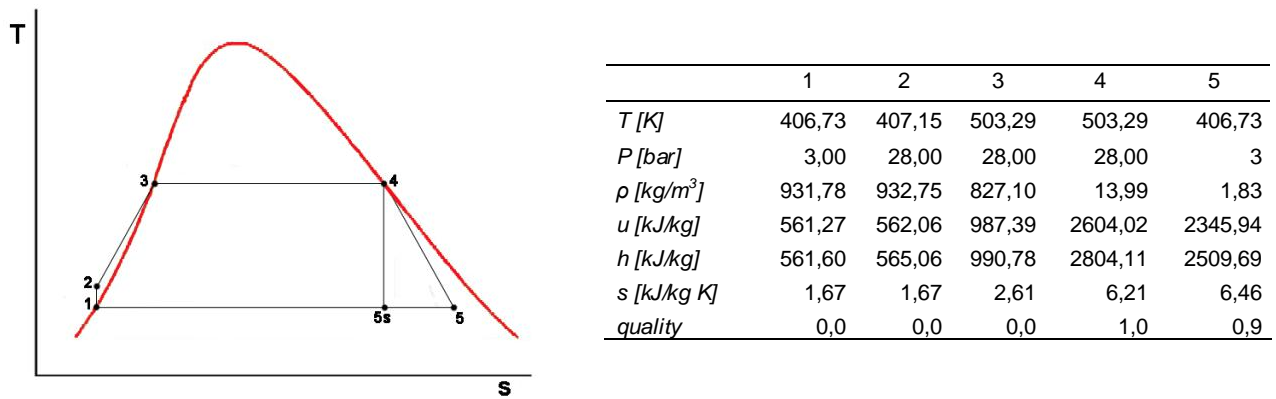 T
3
4
2
1
5s
5
s
1 2 3 4 5
T [K] 406,73 407,15 503,29 503,29 406,73
P [bar] 3,00 28,00 28,00 28,00 3
ρ [kg/m³] 931,78 932,75 827,10 13,99 1,83
u [kJ/kg] 561,27 562,06 987,39 2604,02 2345,94
h [kJ/kg] 561,60 565,06 990,78 2804,11 2509,69
s [kJ/kg K] 1,67 1,67 2,61 6,21 6,46
quality 0,0 0,0 0,0 1,0 0,9